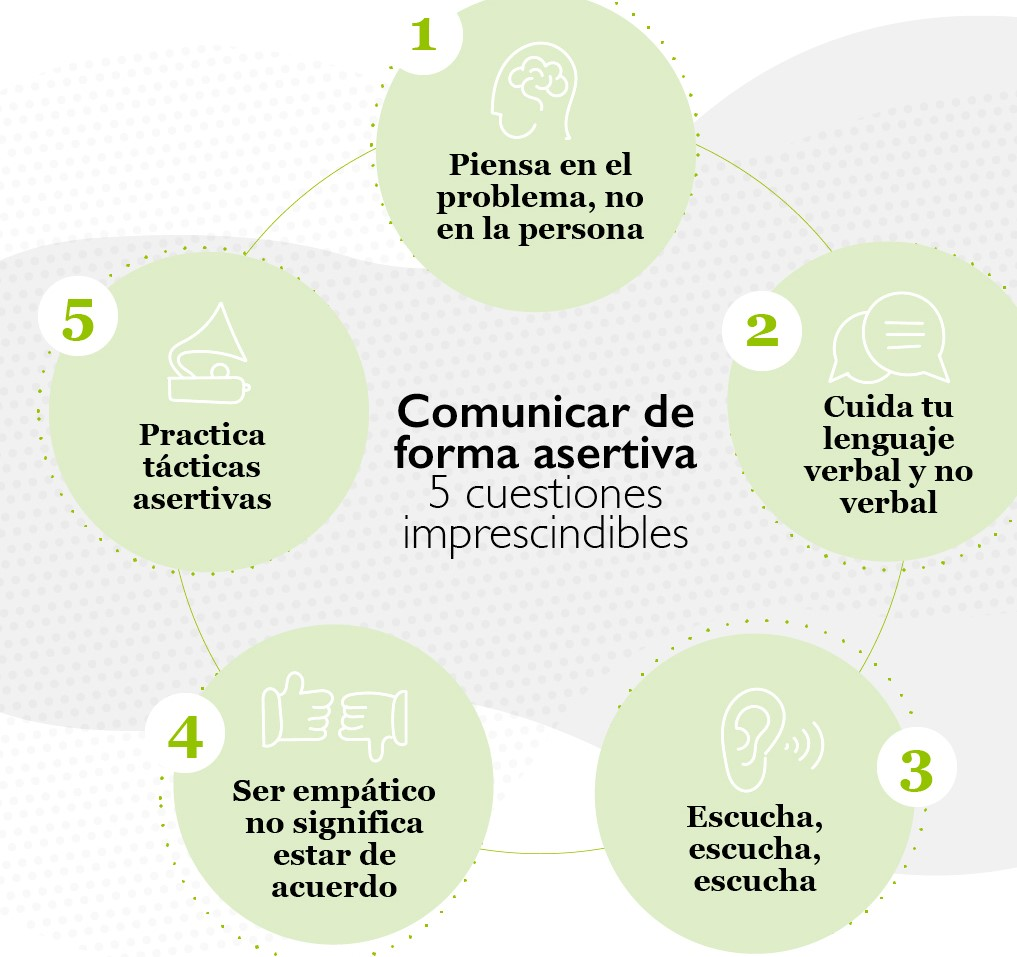 Comunicar de
forma asertiva
5 cuestiones
imprescindibles
1
Piensa en el
problema, no
en la persona
2
Cuida tu
lenguaje
verbal y no
verbal
3
Escucha,
escucha,
escucha
4
Ser empático
no significa
estar de
acuerdo
5
Practica
tácticas
asertivas